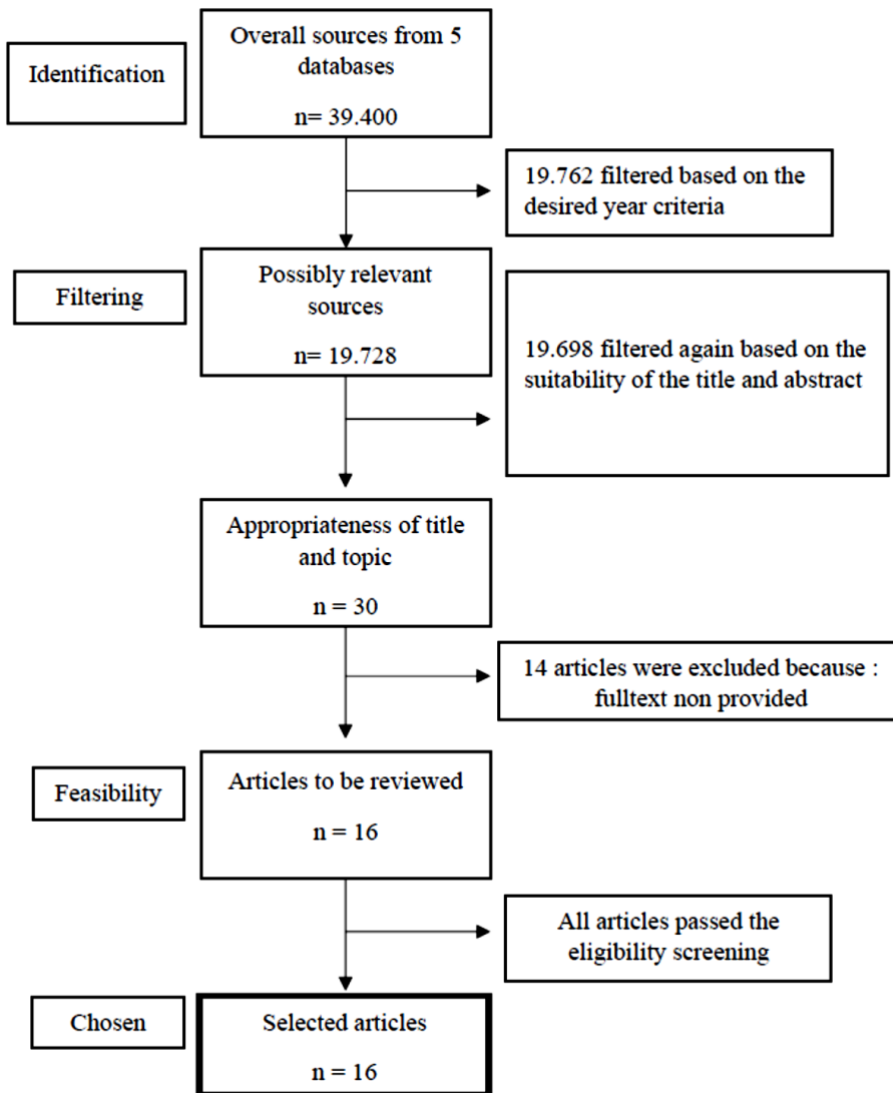 Identification
Overall sources from 5
databases
n= 39.400
19.762 filtered based on the
desired year criteria
Filtering
Possibly relevant
sources
n= 19.728
19.698 filtered again based on the
suitability of the title and abstract
Appropriateness of title
and topic
n = 30
14 articles were excluded because :
fulltext non provided
Feasibility
Articles to be reviewed
n = 16
All articles passed the
eligibility screening
Chosen
Selected articles
n = 16